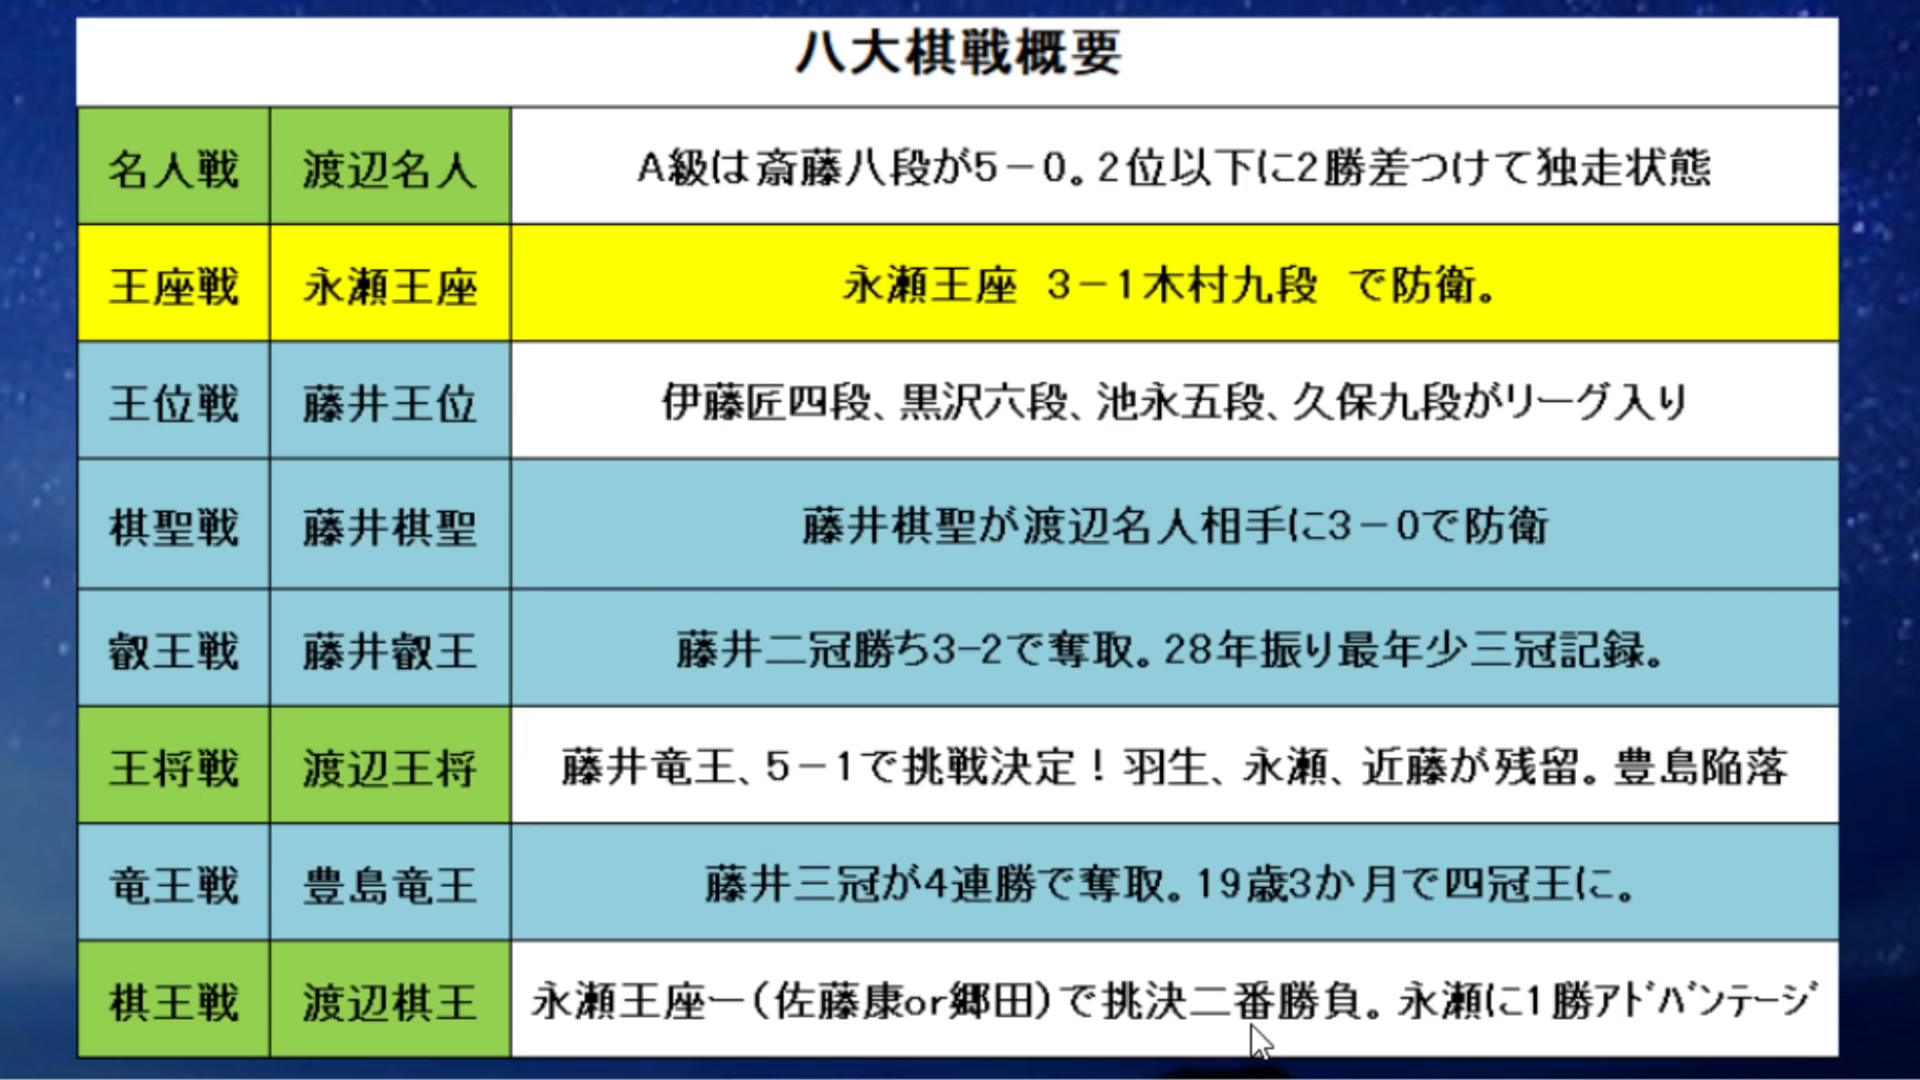 八大棋戦概要
名人戦 渡辺名人 A級は斎藤八段が5－0。2位以下に2勝差つけて独走状態
王座戦 永瀬王座 永瀬王座 3－1木村九段 で防衛。
王位戦 藤井王位 伊藤匠四段、黒沢六段、池永五段、久保九段がリーグ入り
棋聖戦 藤井棋聖 藤井棋聖が渡辺名人相手に3－0で防衛
叡王戦 藤井叡王 藤井二冠勝ち3-2で奪取。28年振り最年少三冠記録。
王将戦 渡辺王将 藤井竜王、5－1で挑戦決定！羽生、永瀬、近藤が残留。豊島陥落
竜王戦 豊島竜王 藤井三冠が4連勝で奪取。19歳3か月で四冠王に。
棋王戦 渡辺棋王 永瀬王座ー(佐藤康or郷田)で挑決二番勝負。永瀬に1勝ｱﾄﾞﾊﾞﾝﾃｰｼﾞ